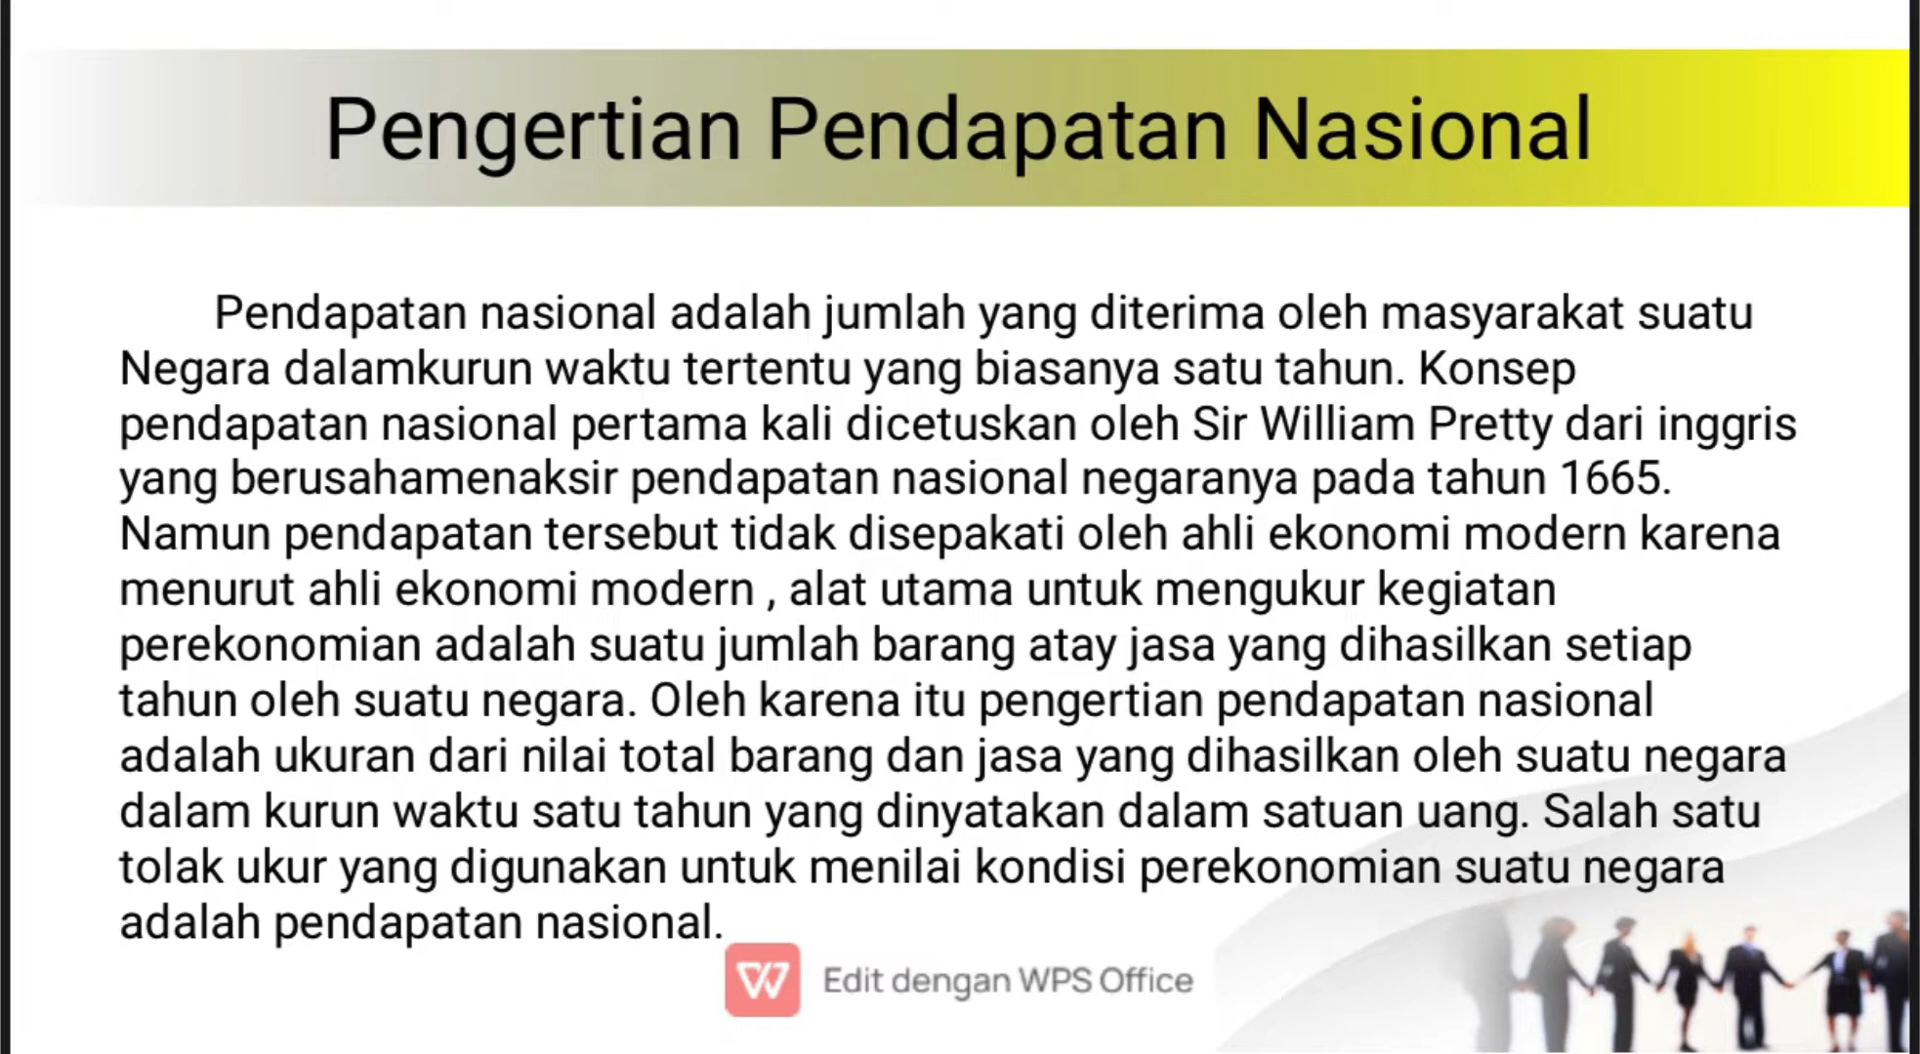 Pengertian Pendapatan Nasional
Pendapatan nasional adalah jumlah yang diterima oleh masyarakat suatu
Negara dalamkurun waktu tertentu yang biasanya satu tahun. Konsep
pendapatan nasional pertama kali dicetuskan oleh Sir William Pretty dari inggris
yang berusahamenaksir pendapatan nasional negaranya pada tahun 1665.
Namun pendapatan tersebut tidak disepakati oleh ahli ekonomi modern karena
menurut ahli ekonomi modern , alat utama untuk mengukur kegiatan
perekonomian adalah suatu jumlah barang atay jasa yang dihasilkan setiap
tahun oleh suatu negara. Oleh karena itu pengertian pendapatan nasional
adalah ukuran dari nilai total barang dan jasa yang dihasilkan oleh suatu negara
dalam kurun waktu satu tahun yang dinyatakan dalam satuan uang. Salah satu
tolak ukur yang digunakan untuk menilai kondisi perekonomian suatu negara
adalah pendapatan nasional.
Edit dengan WPS Office